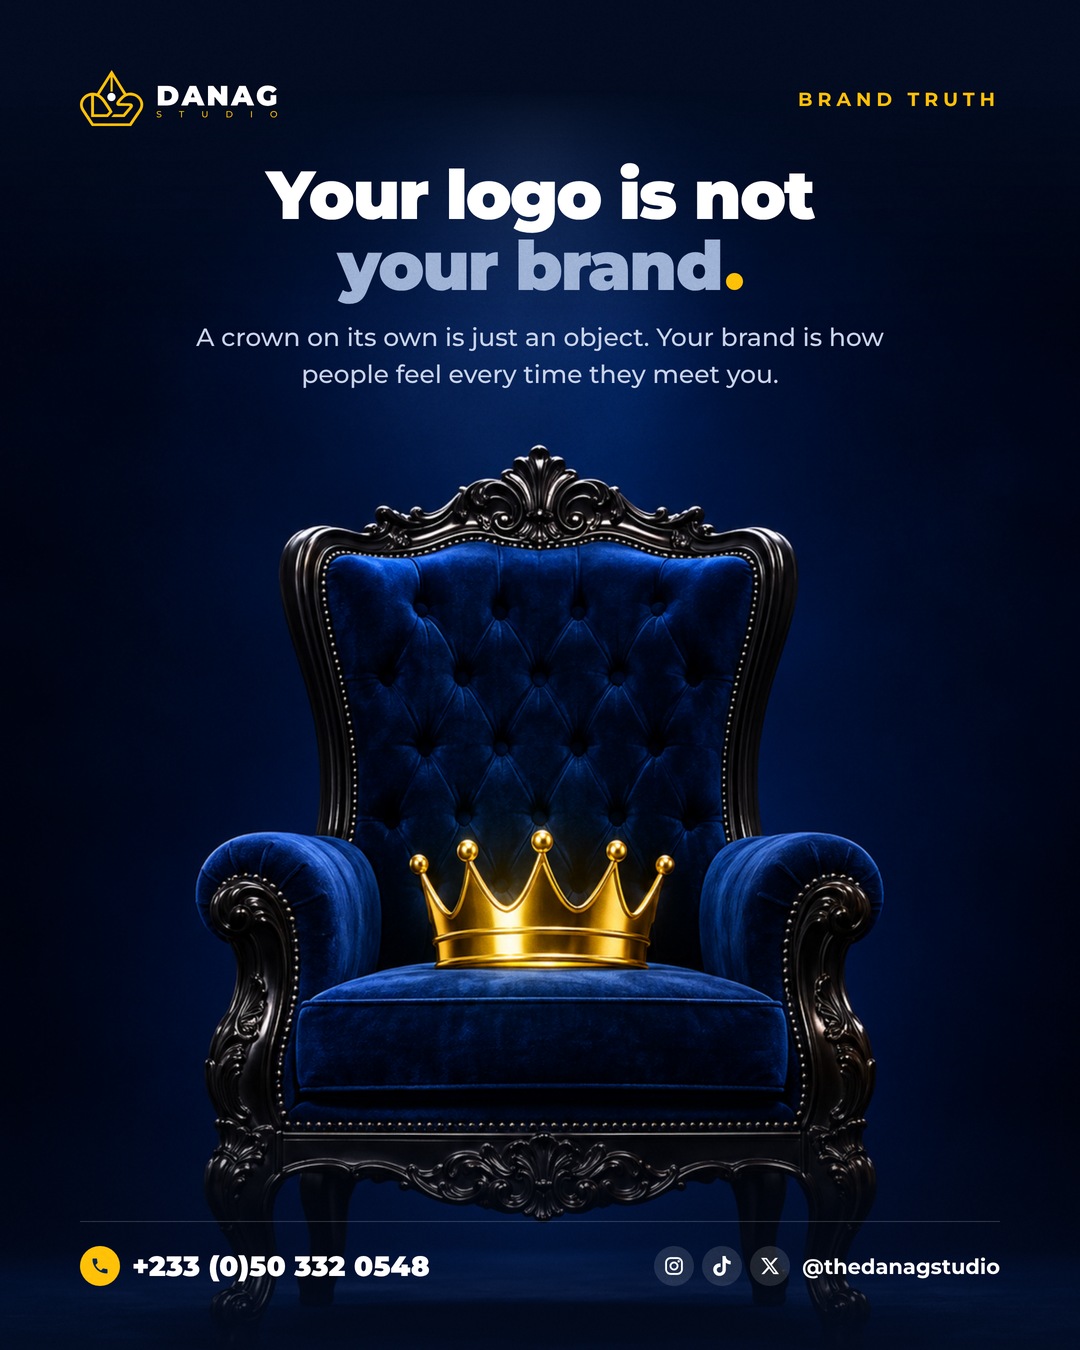 DANAG
STUDIO
BRAND TRUTH
Your logo is not
your brand.
A crown on its own is just an object. Your brand is how
people feel every time they meet you.
+233 (0)50 332 0548
@thedanagstudio